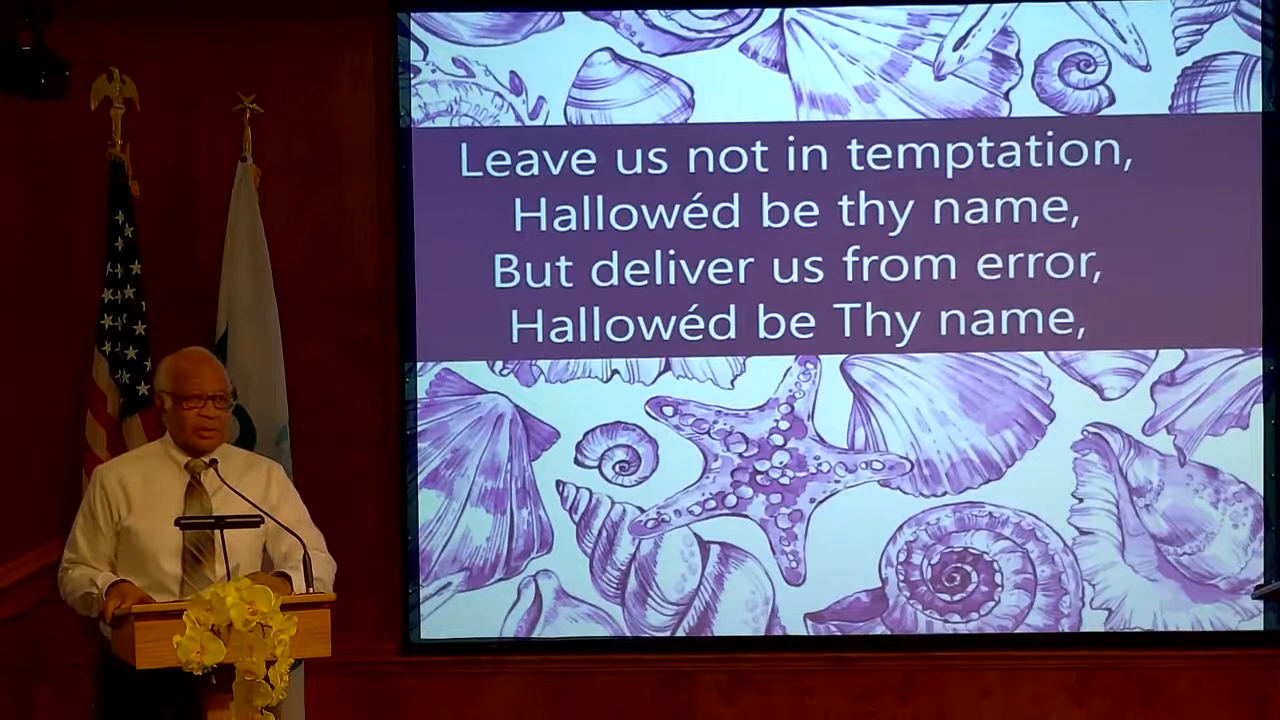 Leave us not in temptation,
Hallowéd be thy name,
But deliver us from error,
Hallowéd be Thy name,